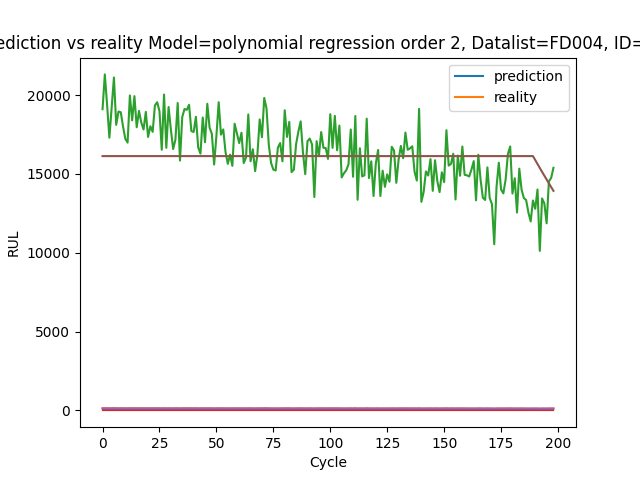 ediction vs reality Model=polynomial regression order 2, Datalist=FD004, ID=
prediction
reality
20000
15000
10000
5000
0
RUL
0 25 50 75 100 125 150 175 200
Cycle